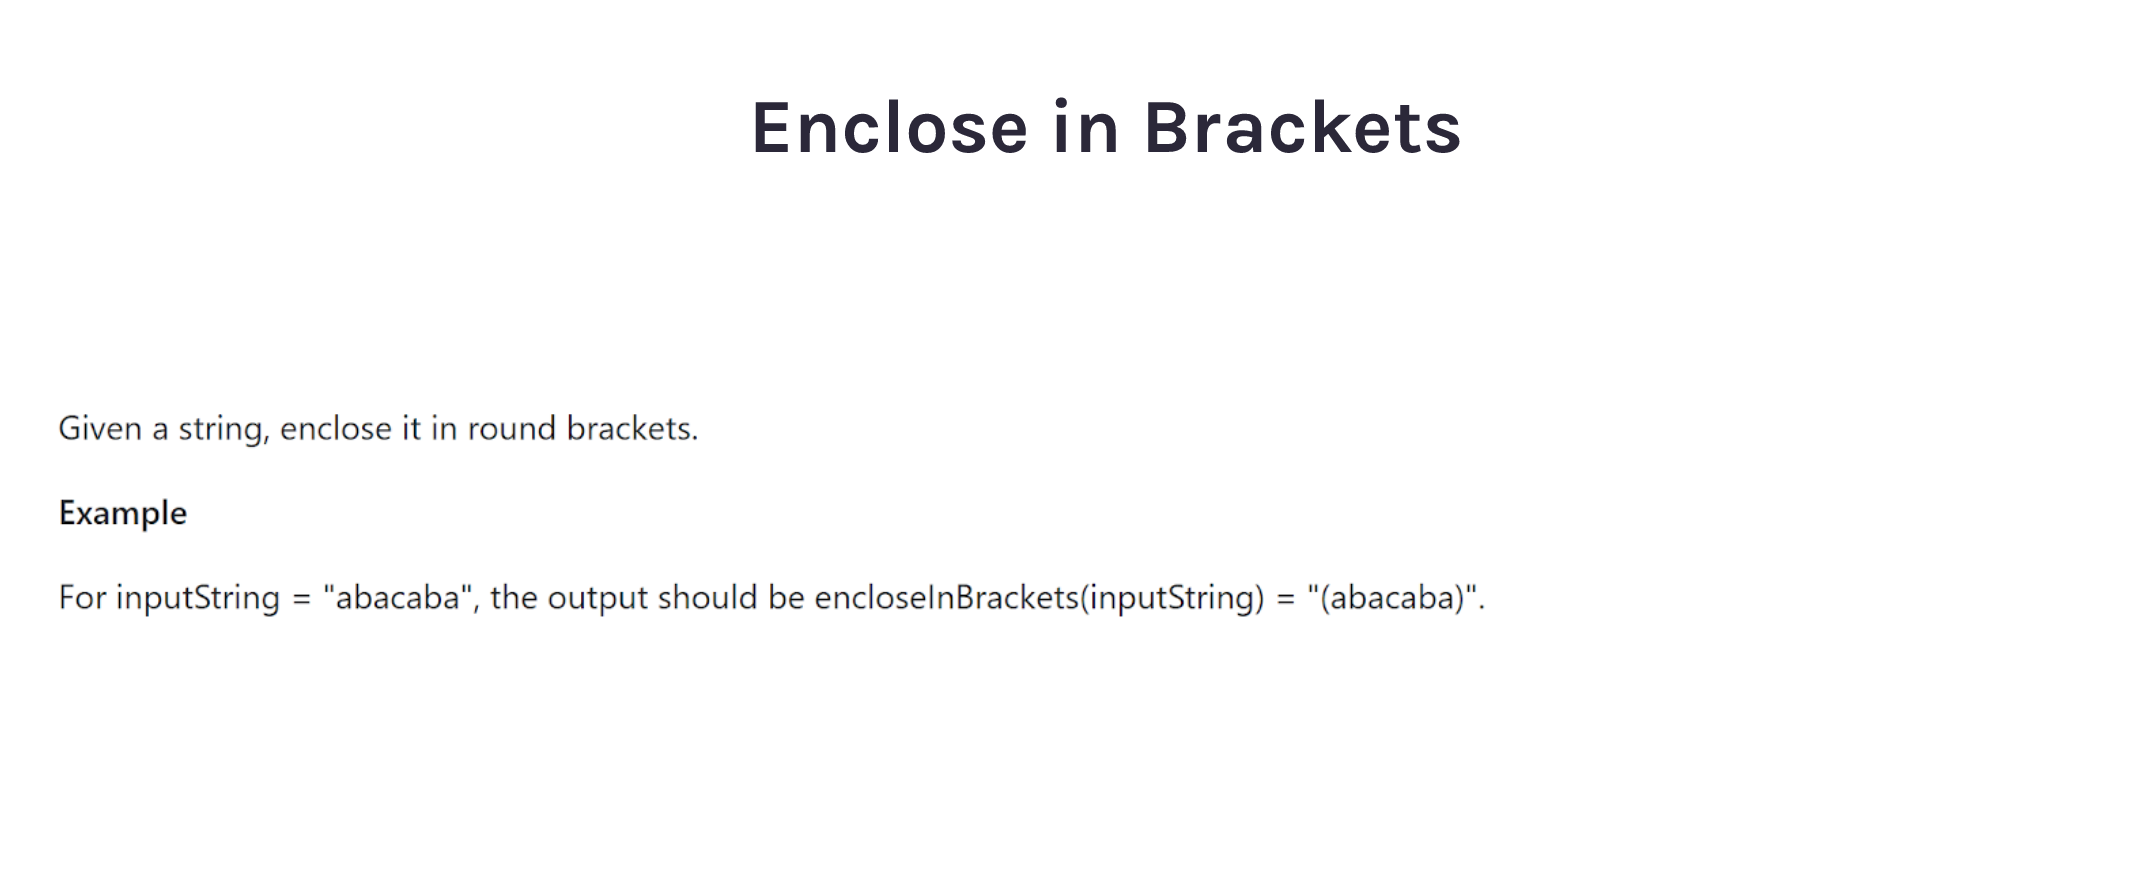 Enclose in Brackets
Given a string, enclose it in round brackets.
Example
For inputString = "abacaba", the output should be encloseInBrackets(inputString) = "(abacaba)".